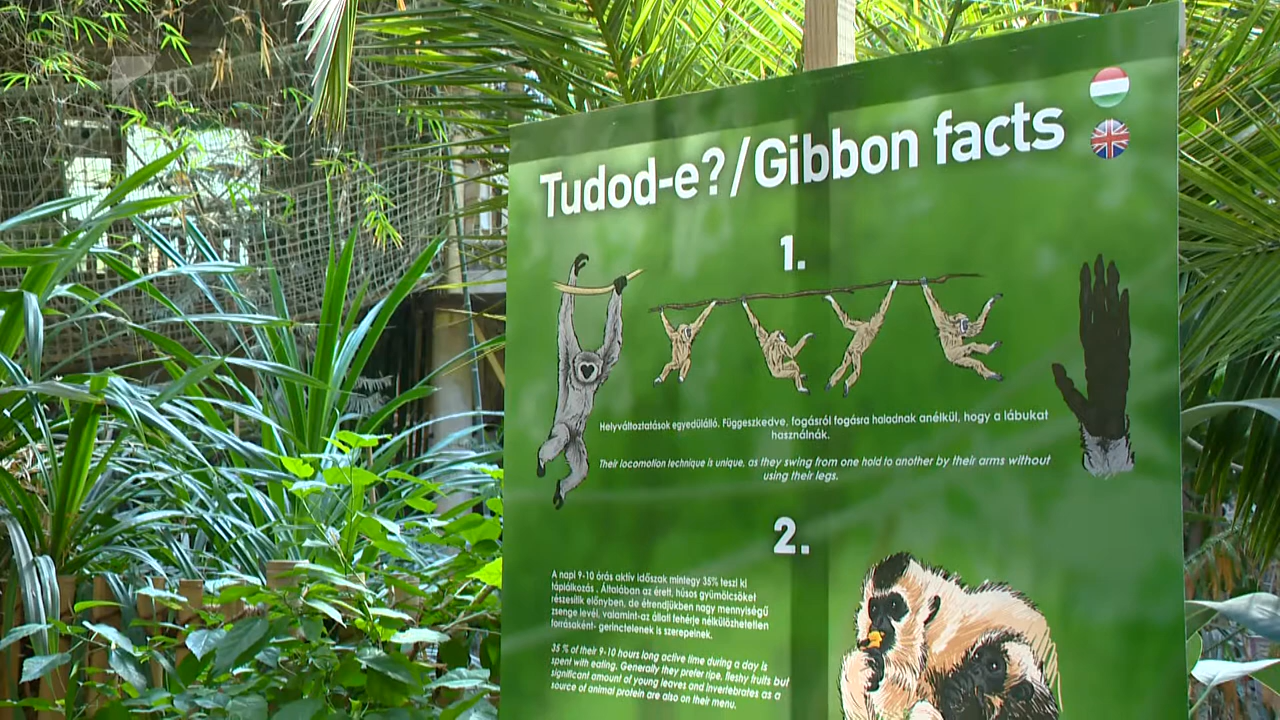 HD
Tudod-e?/Gibbon facts
1.
Helyváltoztatásuk egyedülálló. Függeszkedve, fogásról fogásra haladnak anélkül, hogy a lábukat
használnák.
Their locomotion technique is unique, as they swing from one hold to another by their arms without
using their legs.
2.
A napi 9-10 órás aktív időszak mintegy 35% teszi ki
táplálkozás . Általában az érett, húsos gyümölcsöket
részesítik előnyben, de étrendjükben nagy mennyiségű
zsenge levél, valamint-az állati fehérje nélkülözhetetlen
forrásaként- gerinctelenek is szerepelnek.
35 % of their 9-10 hours long active time during a day is
spent with eating. Generally they prefer ripe, fleshy fruits but
significant amount of young leaves and invertebrates as a
source of animal protein are also on their menu.